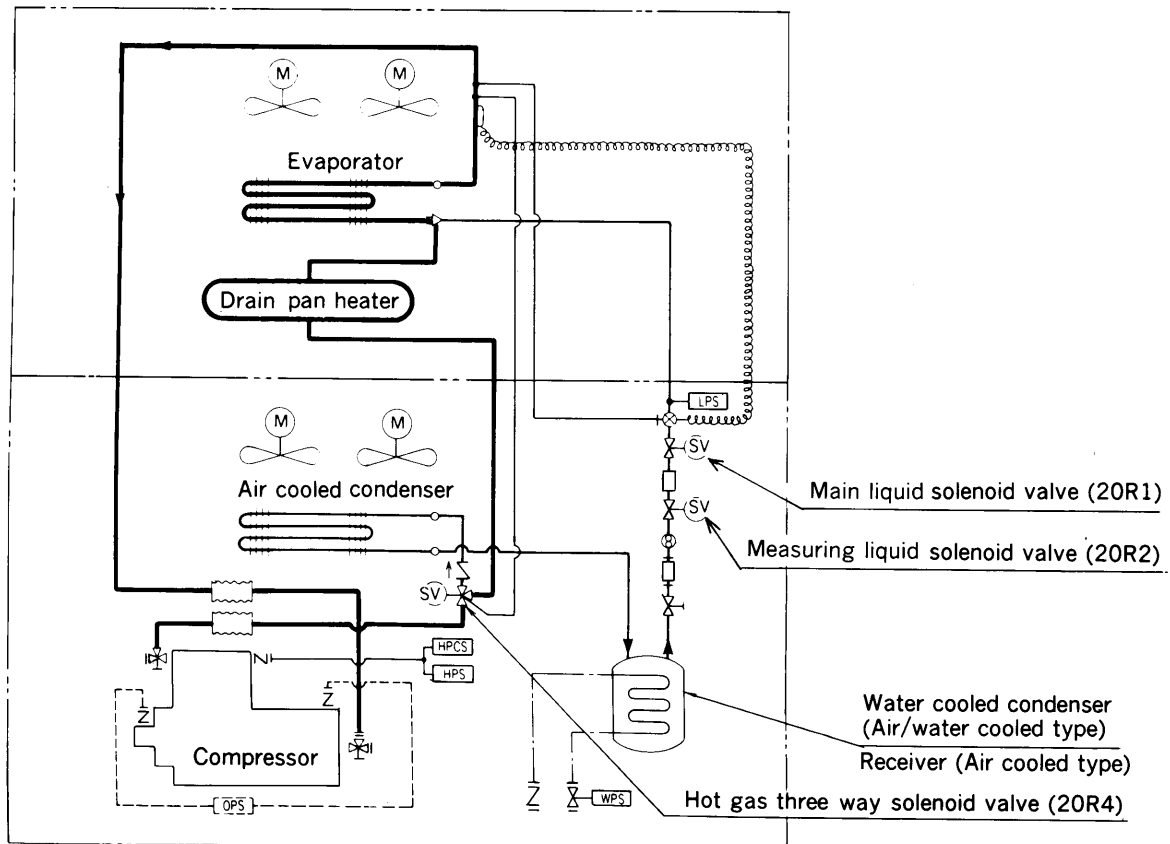 M
M
Evaporator
Drain pan heater
LPS
M
M
SV
Main liquid solenoid valve (20R1)
Air cooled condenser
SV
Measuring liquid solenoid valve (20R2)
SV
HPCS
HPS
Water cooled condenser
(Air/water cooled type)
Receiver (Air cooled type)
Compressor
OPS
WPS
Hot gas three way solenoid valve (20R4)